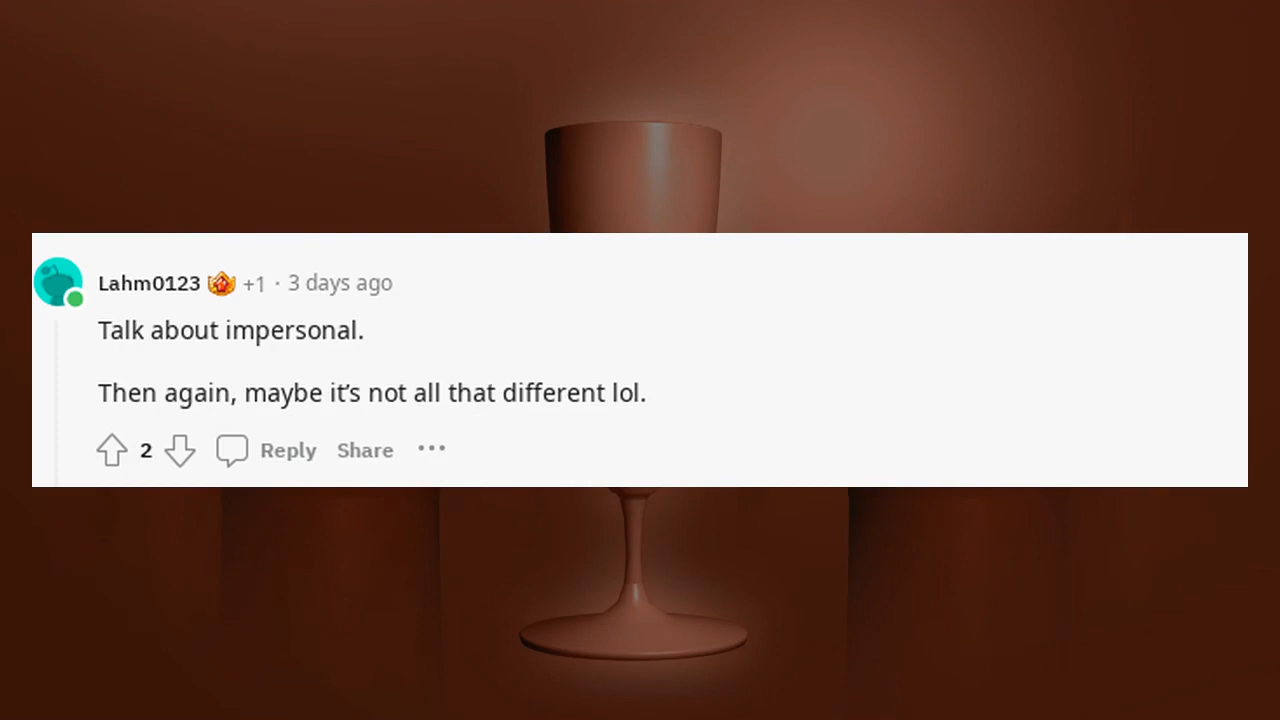 Lahm0123 +1 · 3 days ago
Talk about impersonal.
Then again, maybe it’s not all that different lol.
2 Reply Share ···